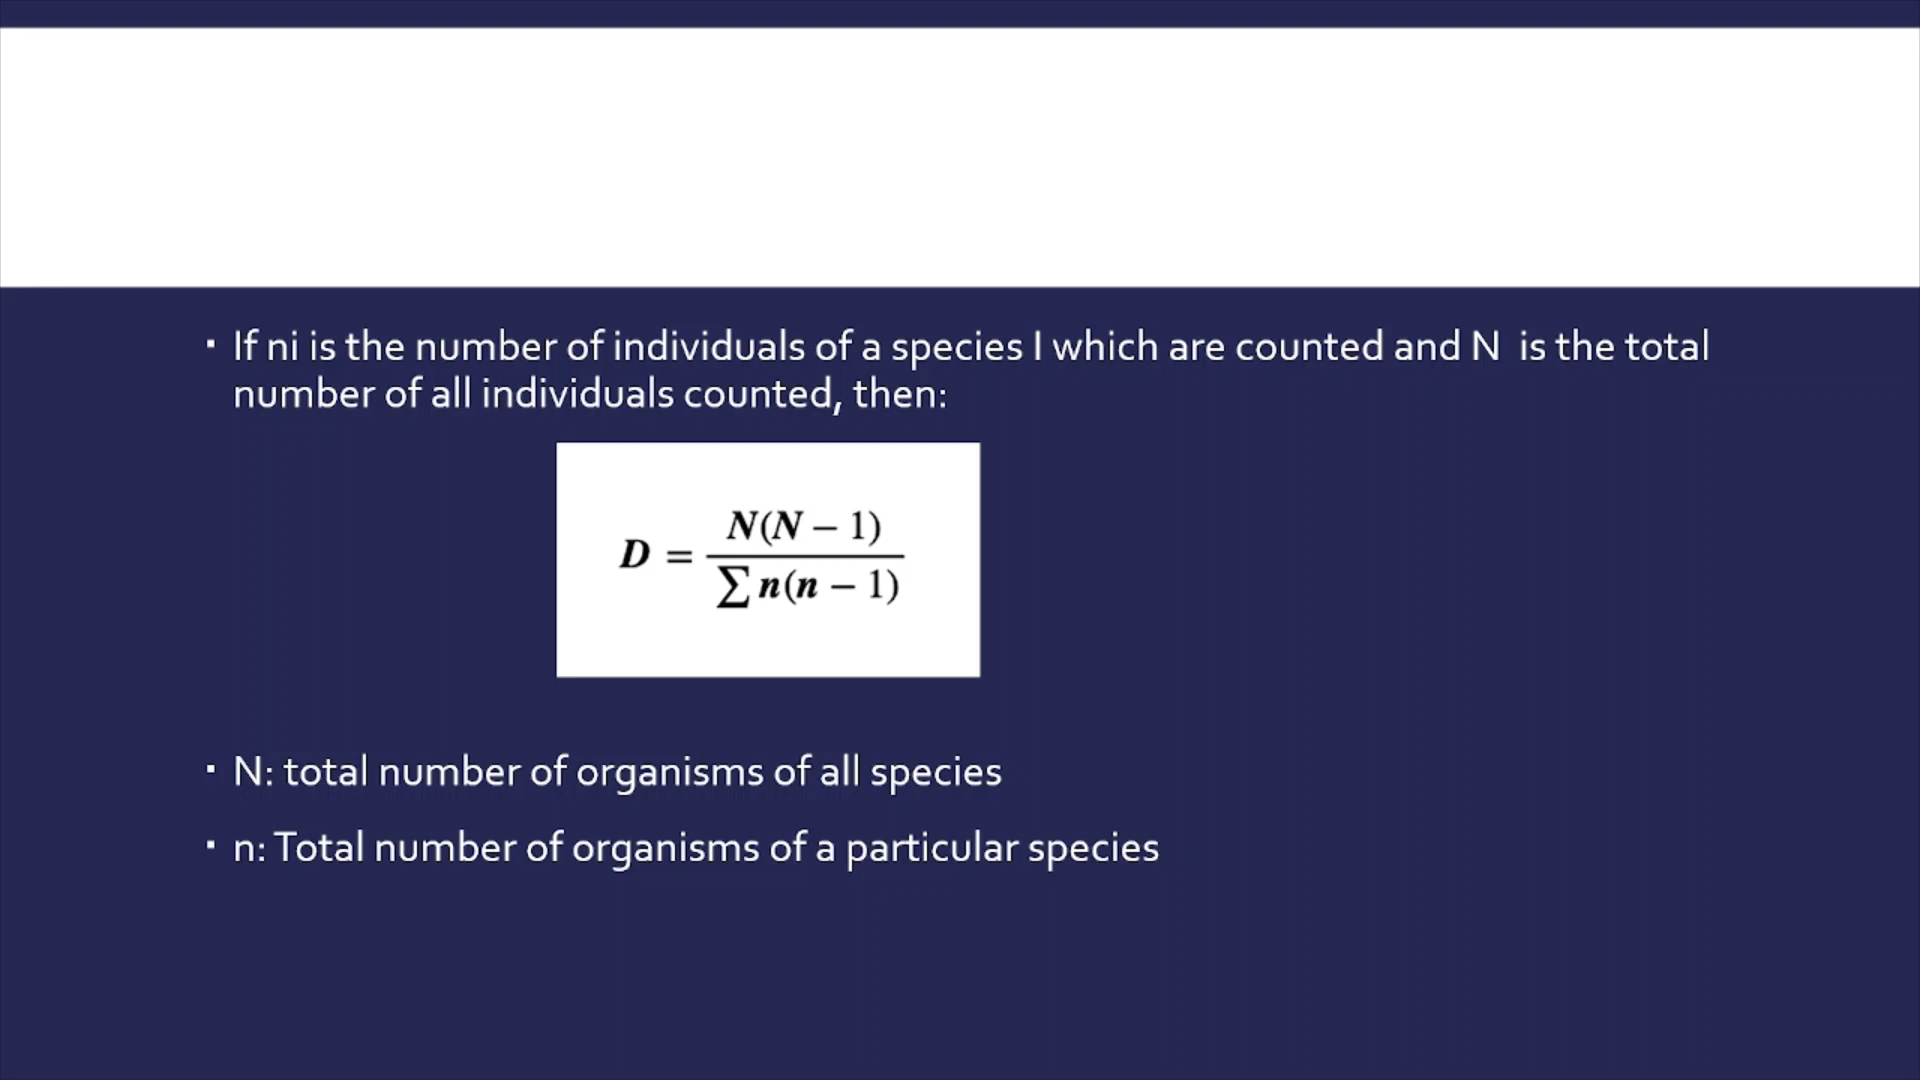 ▪ If ni is the number of individuals of a species I which are counted and N is the total
number of all individuals counted, then:
D = N(N − 1) / ∑ n(n − 1)
▪ N: total number of organisms of all species
▪ n: Total number of organisms of a particular species